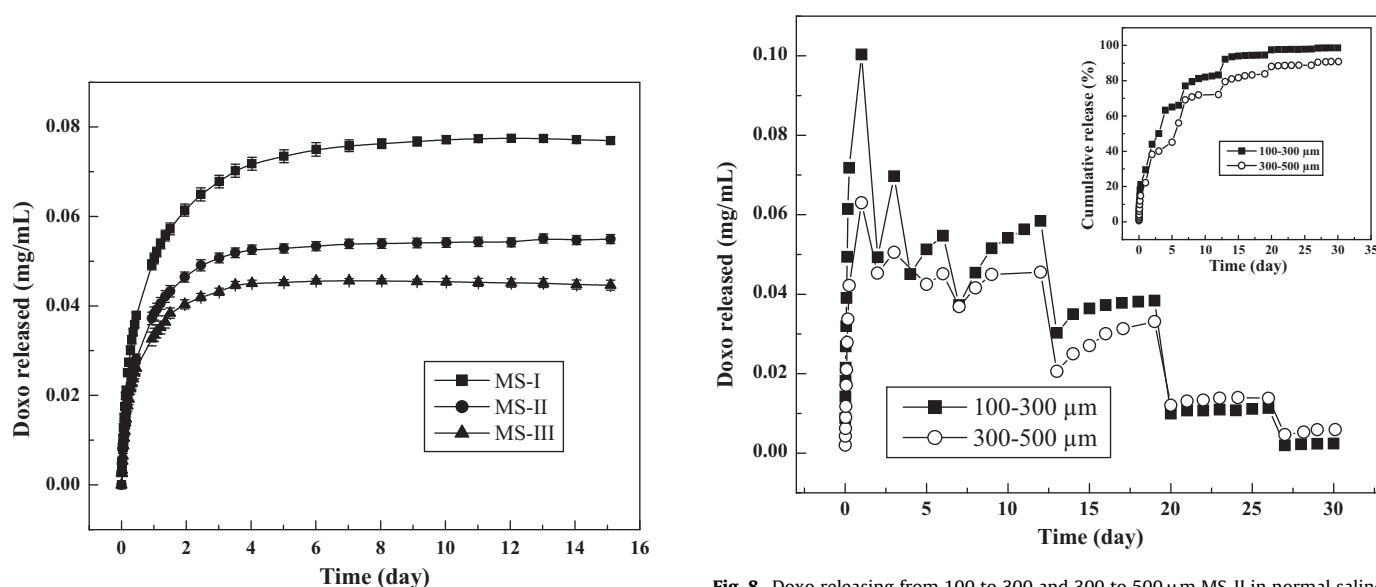 0.08
0.06
0.04
0.02
0.00
Doxo released (mg/mL)
MS-I
MS-II
MS-III
0 2 4 6 8 10 12 14 16
Time (day)
0.10
0.08
0.06
0.04
0.02
0.00
Doxo released (mg/mL)
100
80
60
40
20
0
Cumulative release (%)
100-300 µm
300-500 µm
0 5 10 15 20 25 30 35
Time (day)
100-300 µm
300-500 µm
0 5 10 15 20 25 30
Time (day)
Fig. 8. Doxo releasing from 100 to 300 and 300 to 500 µm MS-II in normal saline